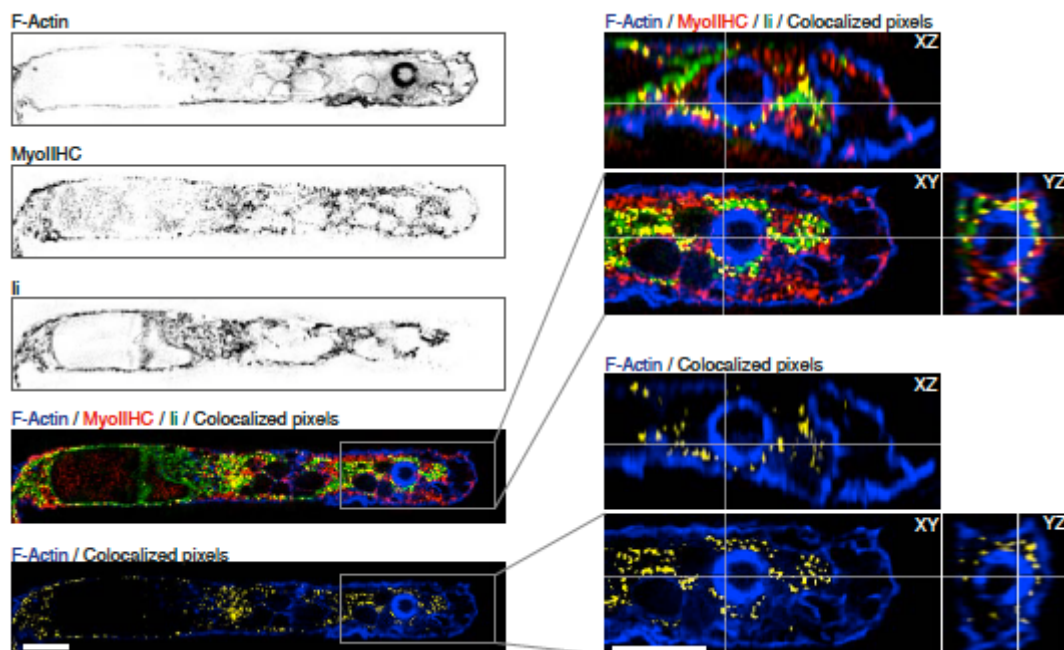 F-Actin
MyoIIHC
Ii
F-Actin / MyoIIHC / Ii / Colocalized pixels
F-Actin / Colocalized pixels
F-Actin / MyoIIHC / Ii / Colocalized pixels
XZ
XY
YZ
F-Actin / Colocalized pixels
XZ
XY
YZ